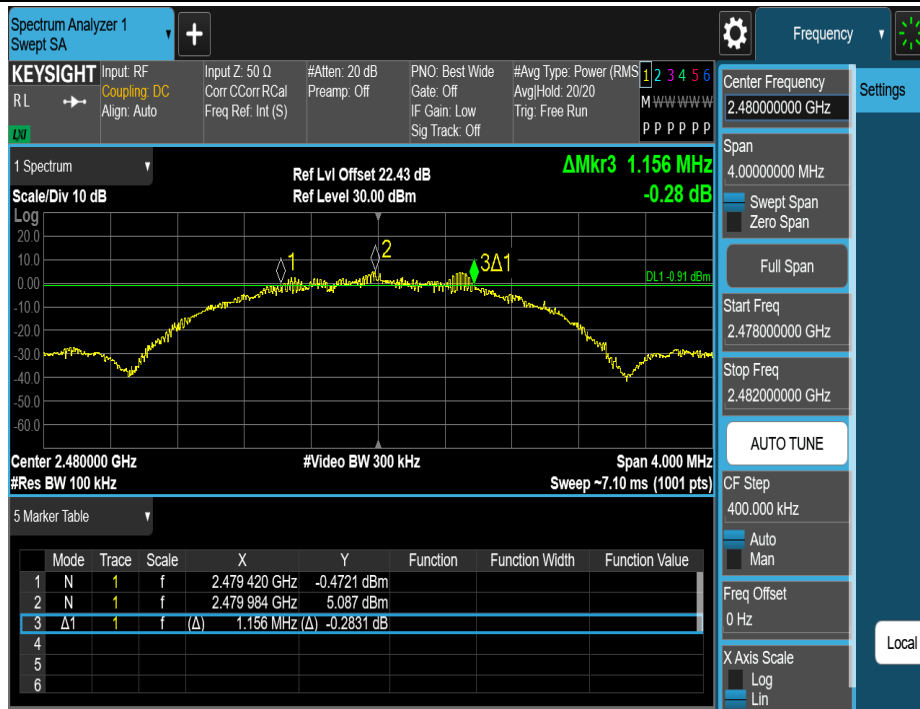 Spectrum Analyzer 1
Swept SA
+
Frequency
KEYSIGHT
RL
LXI
Input: RF
Coupling: DC
Align: Auto
Input Z: 50 Ω
Corr CCorr RCal
Freq Ref: Int (S)
#Atten: 20 dB
Preamp: Off
PNO: Best Wide
Gate: Off
IF Gain: Low
Sig Track: Off
#Avg Type: Power (RMS
Avg|Hold: 20/20
Trig: Free Run
1 2 3 4 5 6
M W W W W W
P P P P P P
1 Spectrum
Scale/Div 10 dB
Ref Lvl Offset 22.43 dB
Ref Level 30.00 dBm
ΔMkr3 1.156 MHz
-0.28 dB
Log
20.0
10.0
0.00
-10.0
-20.0
-30.0
-40.0
-50.0
-60.0
1
2
3Δ1
DL1 -0.91 dBm
Center 2.480000 GHz
#Video BW 300 kHz
Span 4.000 MHz
#Res BW 100 kHz
Sweep ~7.10 ms (1001 pts)
5 Marker Table
Mode Trace Scale X Y Function Function Width Function Value
1 N 1 f 2.479 420 GHz -0.4721 dBm
2 N 1 f 2.479 984 GHz 5.087 dBm
3 Δ1 1 f (Δ) 1.156 MHz (Δ) -0.2831 dB
4
5
6
Center Frequency
2.480000000 GHz
Span
4.00000000 MHz
Swept Span
Zero Span
Full Span
Start Freq
2.478000000 GHz
Stop Freq
2.482000000 GHz
AUTO TUNE
CF Step
400.000 kHz
Auto
Man
Freq Offset
0 Hz
X Axis Scale
Log
Lin
Settings
Local